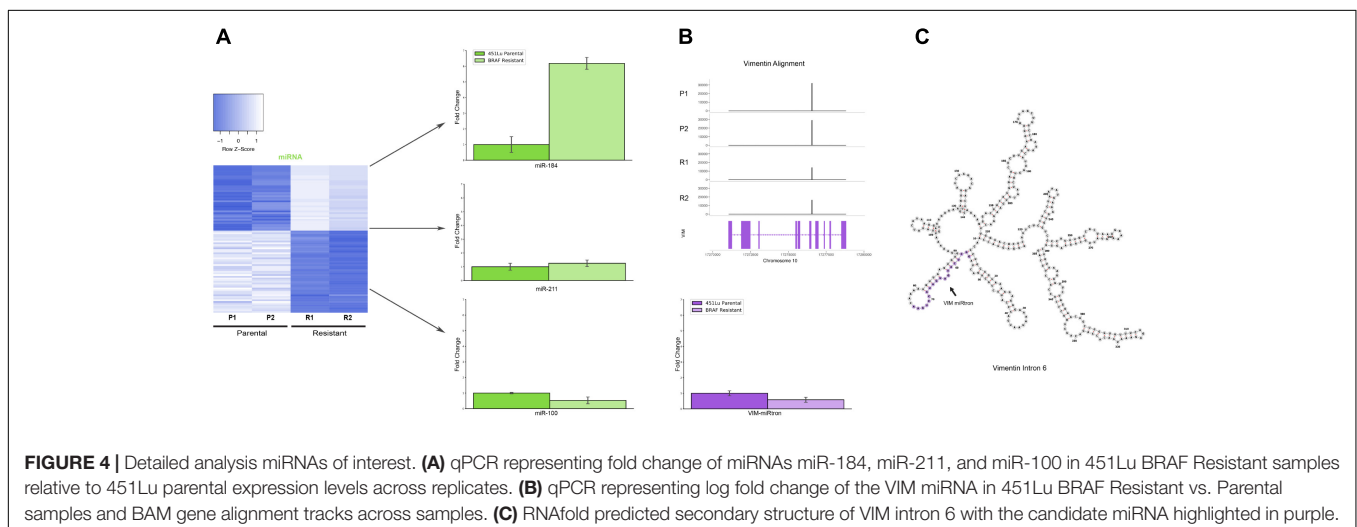 A
B
C
451Lu Parental
BRAF Resistant
Fold Change
miR-184
-1 0 1
Row Z-Score
miRNA
P1 P2 R1 R2
Parental Resistant
Fold Change
miR-211
Fold Change
miR-100
Vimentin Alignment
P1
P2
R1
R2
VIM
Chromosome 10
451Lu Parental
BRAF Resistant
Fold Change
VIM-miRtron
VIM miRtron
Vimentin Intron 6
FIGURE 4 | Detailed analysis miRNAs of interest. (A) qPCR representing fold change of miRNAs miR-184, miR-211, and miR-100 in 451Lu BRAF Resistant samples
relative to 451Lu parental expression levels across replicates. (B) qPCR representing log fold change of the VIM miRNA in 451Lu BRAF Resistant vs. Parental
samples and BAM gene alignment tracks across samples. (C) RNAfold predicted secondary structure of VIM intron 6 with the candidate miRNA highlighted in purple.